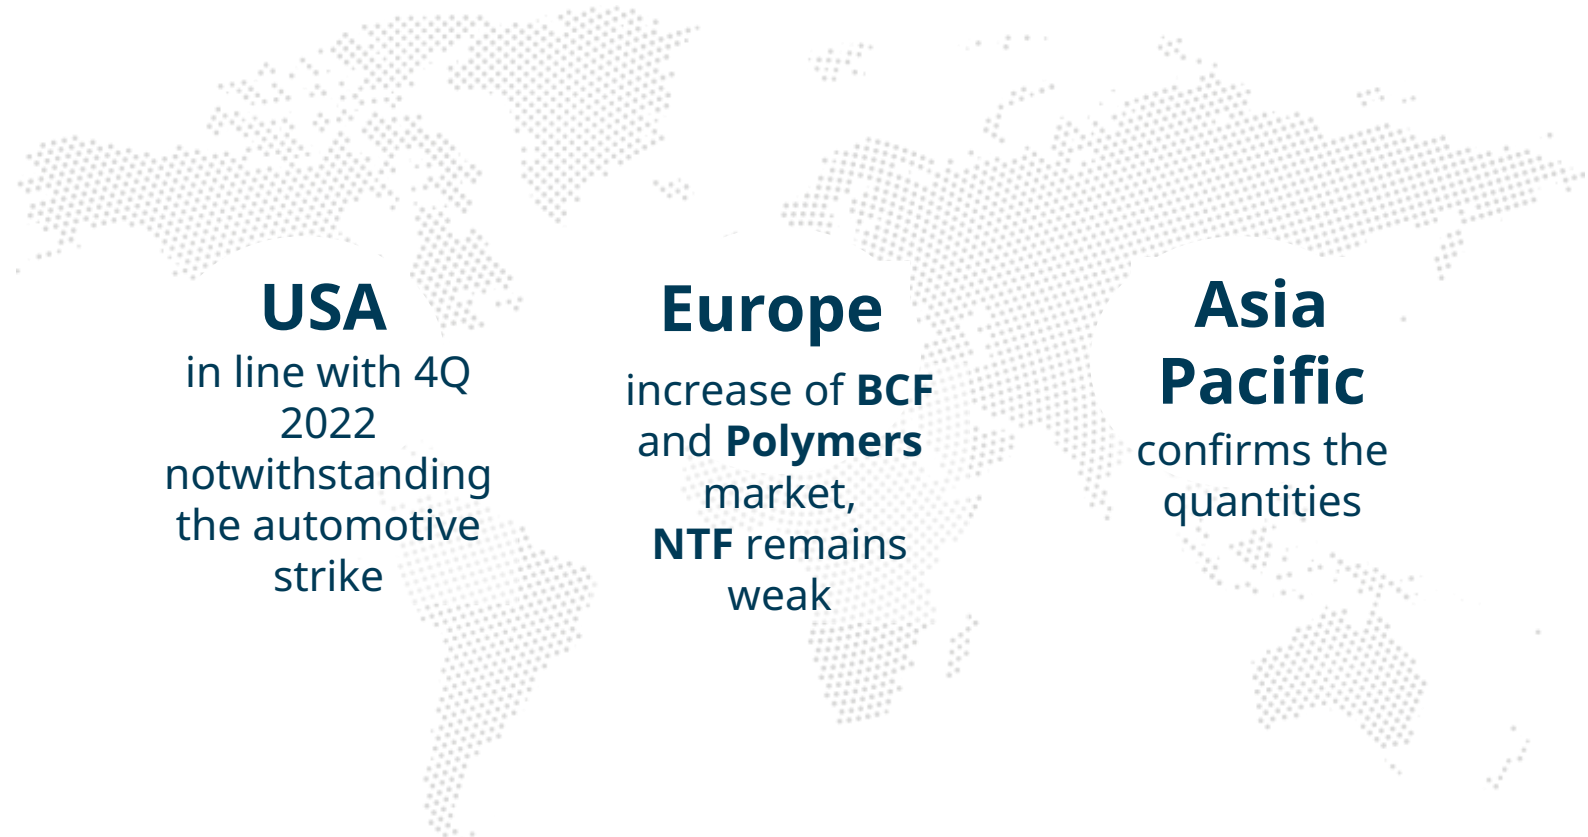 USA
in line with 4Q
2022
notwithstanding
the automotive
strike
Europe
increase of BCF
and Polymers
market,
NTF remains
weak
Asia
Pacific
confirms the
quantities